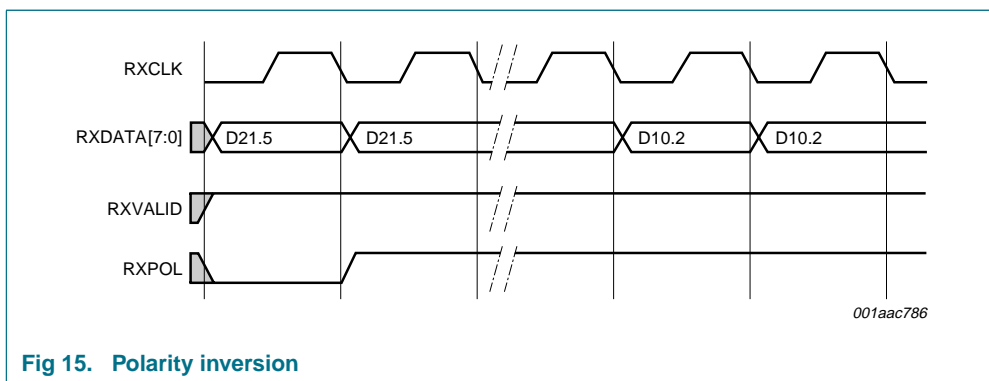 RXCLK
RXDATA[7:0] D21.5 D21.5 D10.2 D10.2
RXVALID
RXPOL
001aac786
Fig 15. Polarity inversion